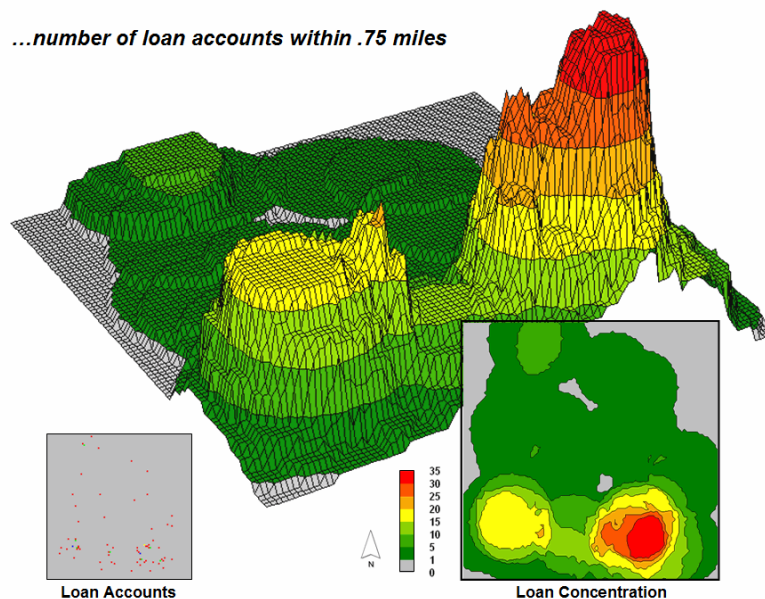 ...number of loan accounts within .75 miles
35
30
25
20
15
10
5
1
0
N
Loan Accounts
Loan Concentration